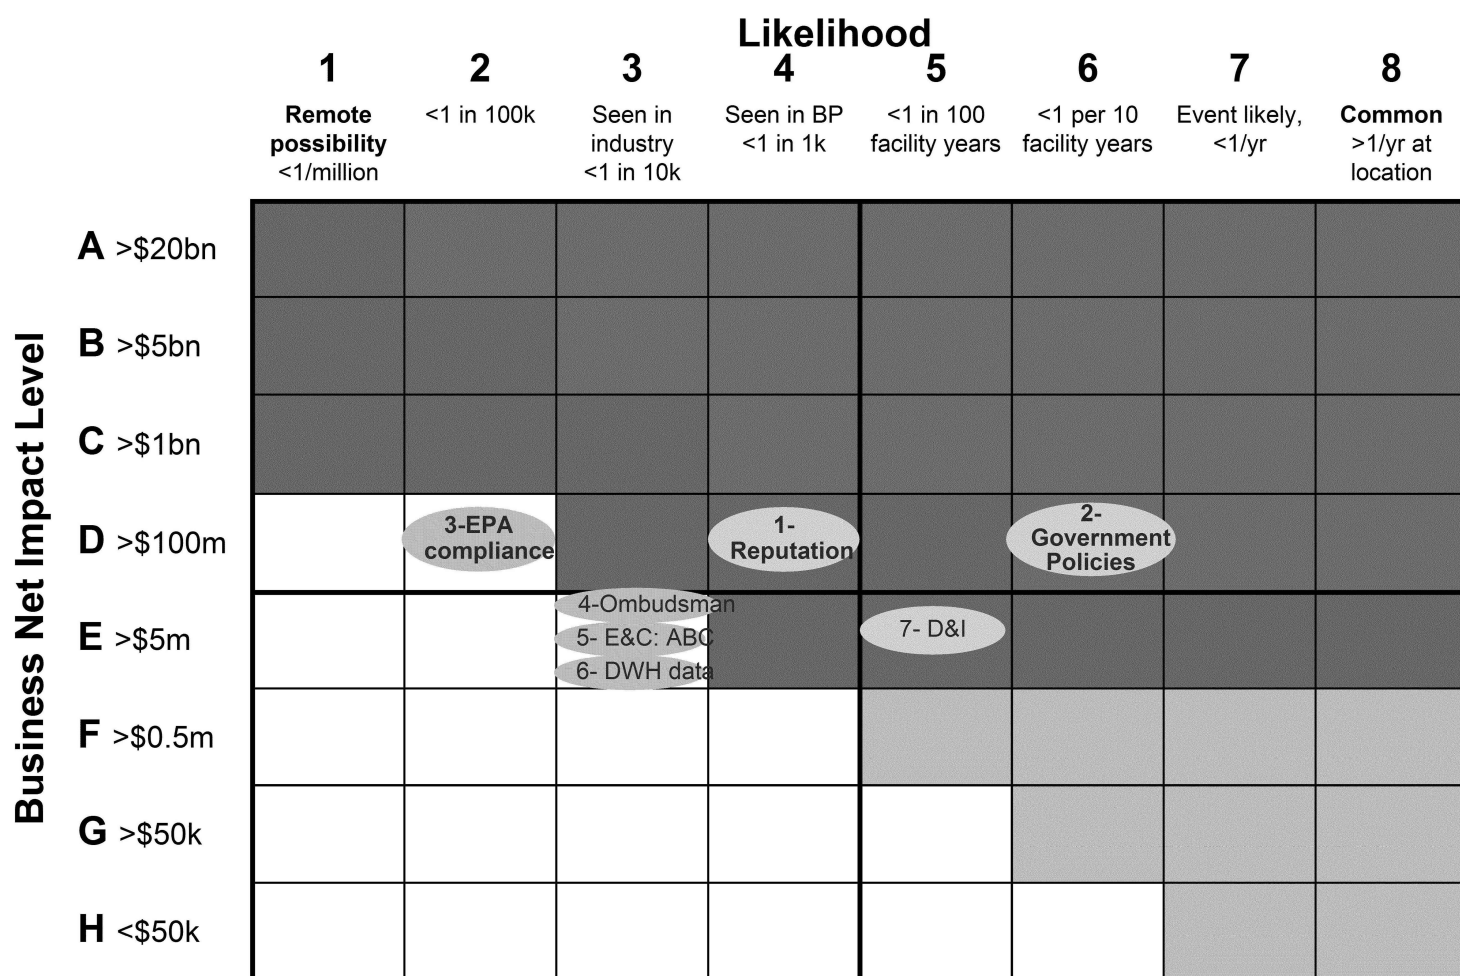 Likelihood
1 2 3 4 5 6 7 8
Remote possibility <1/million
<1 in 100k
Seen in industry <1 in 10k
Seen in BP <1 in 1k
<1 in 100 facility years
<1 per 10 facility years
Event likely, <1/yr
Common >1/yr at location
Business Net Impact Level
A >$20bn
B >$5bn
C >$1bn
D >$100m
3-EPA compliance
1- Reputation
2- Government Policies
E >$5m
4-Ombudsman
5- E&C: ABC
6- DWH data
7- D&I
F >$0.5m
G >$50k
H <$50k